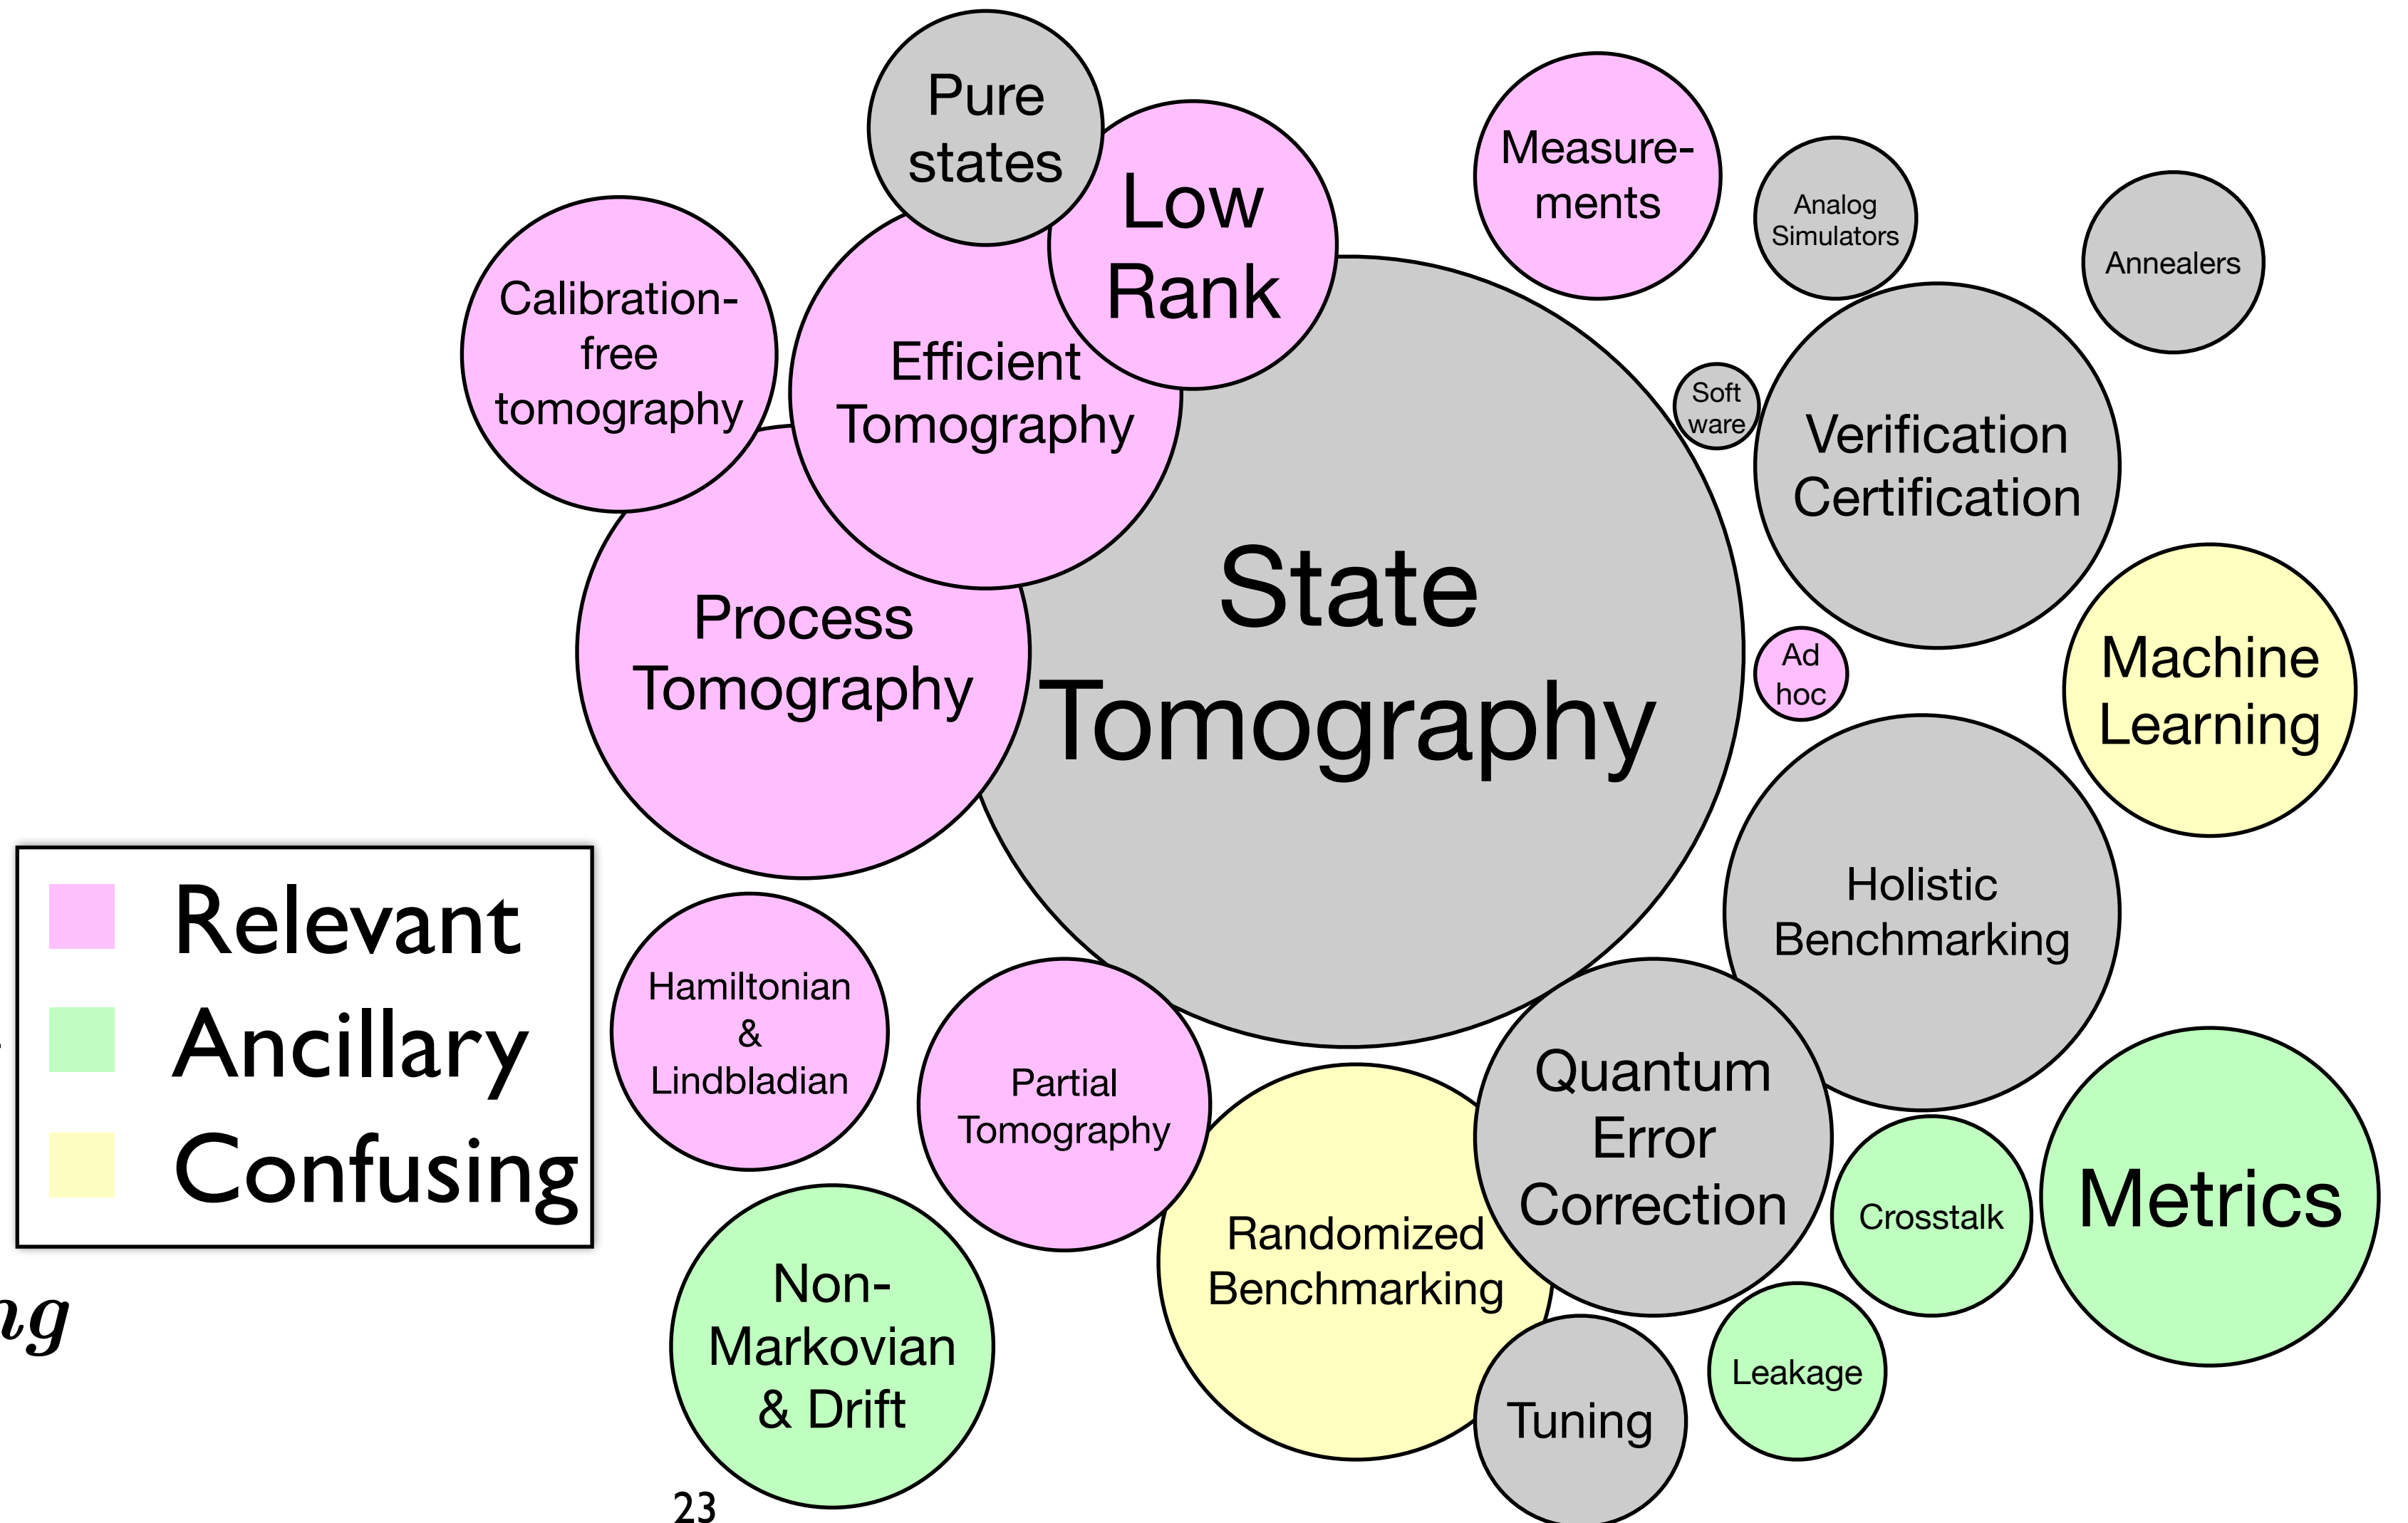 Pure
states
Low
Rank
Measure-
ments
Analog
Simulators
Annealers
Calibration-
free
tomography
Efficient
Tomography
Soft
ware
Verification
Certification
State
Tomography
Process
Tomography
Ad
hoc
Machine
Learning
Holistic
Benchmarking
Relevant
Ancillary
Confusing
Hamiltonian
&
Lindbladian
Partial
Tomography
Quantum
Error
Correction
Crosstalk
Metrics
Randomized
Benchmarking
Non-
Markovian
& Drift
Leakage
Tuning
23